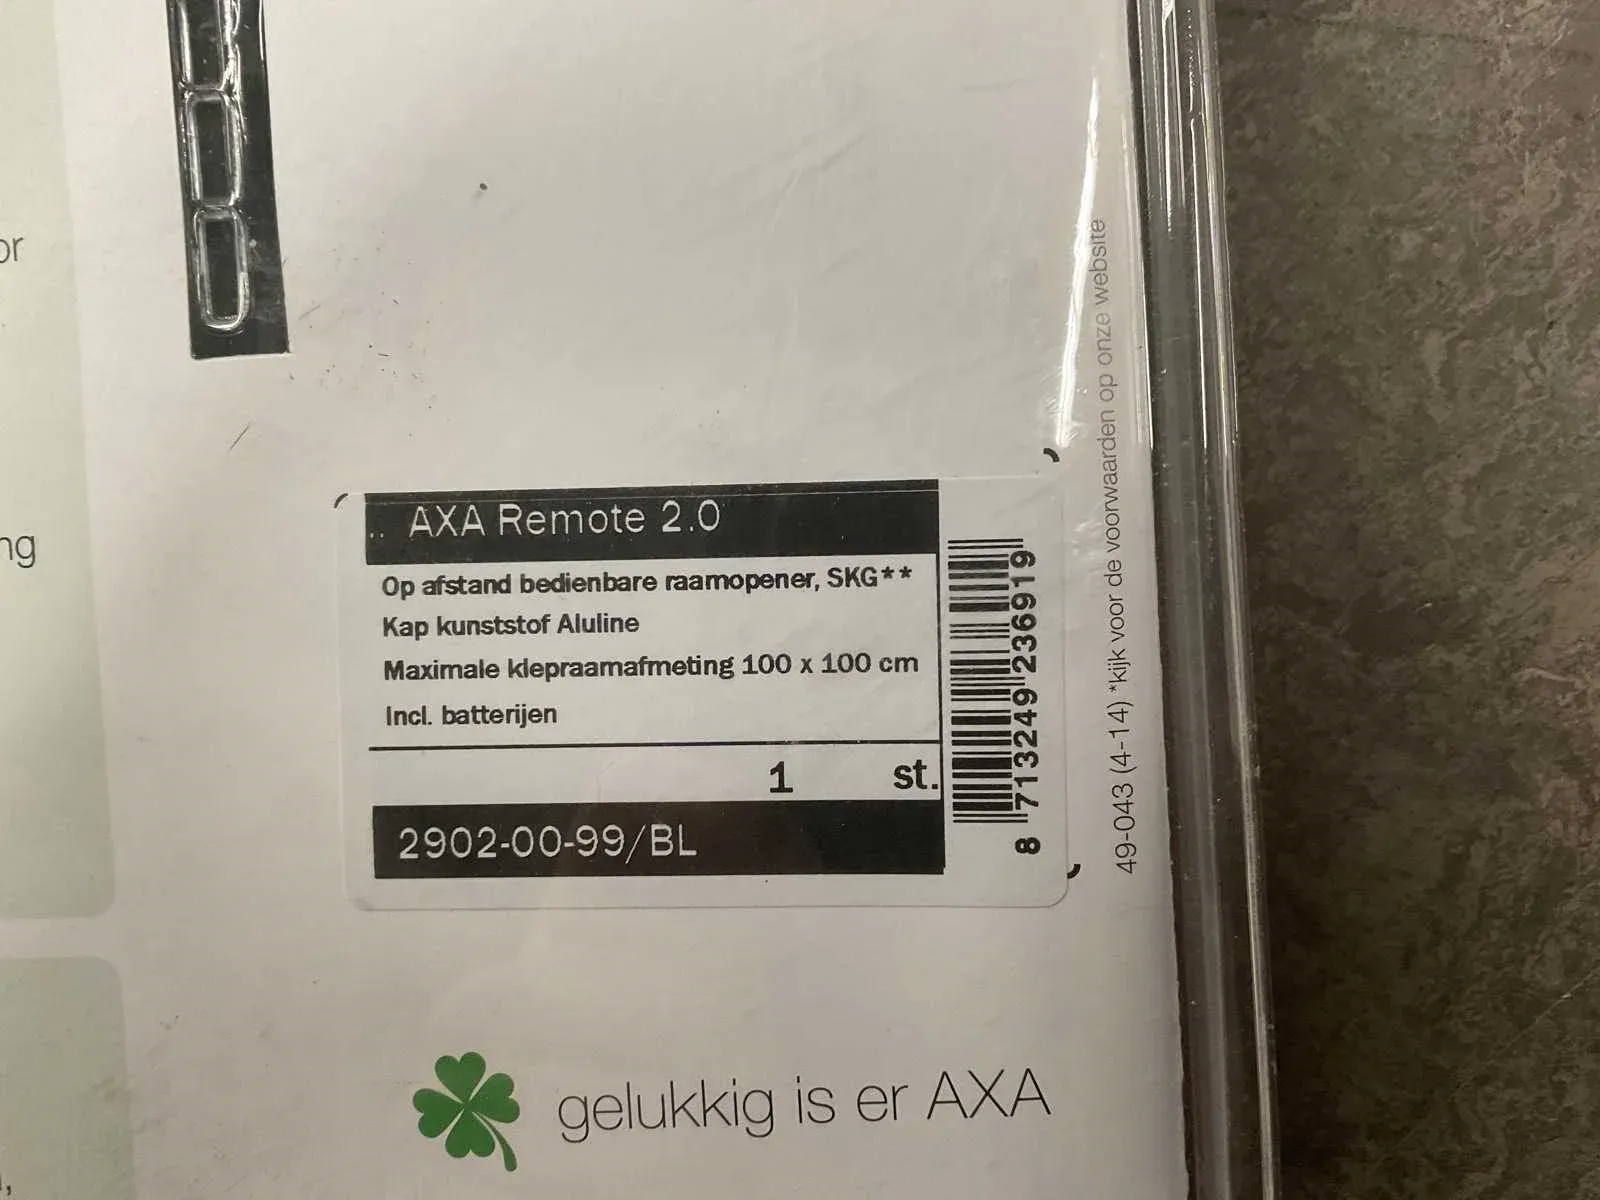 or
ng
AXA Remote 2.0
Op afstand bedienbare raamopener, SKG**
Kap kunststof Aluline
Maximale klepraamafmeting 100 x 100 cm
Incl. batterijen
1 st.
2902-00-99/BL
8 713249 236919
49-043 (4-14) *kijk voor de voorwaarden op onze website
gelukkig is er AXA